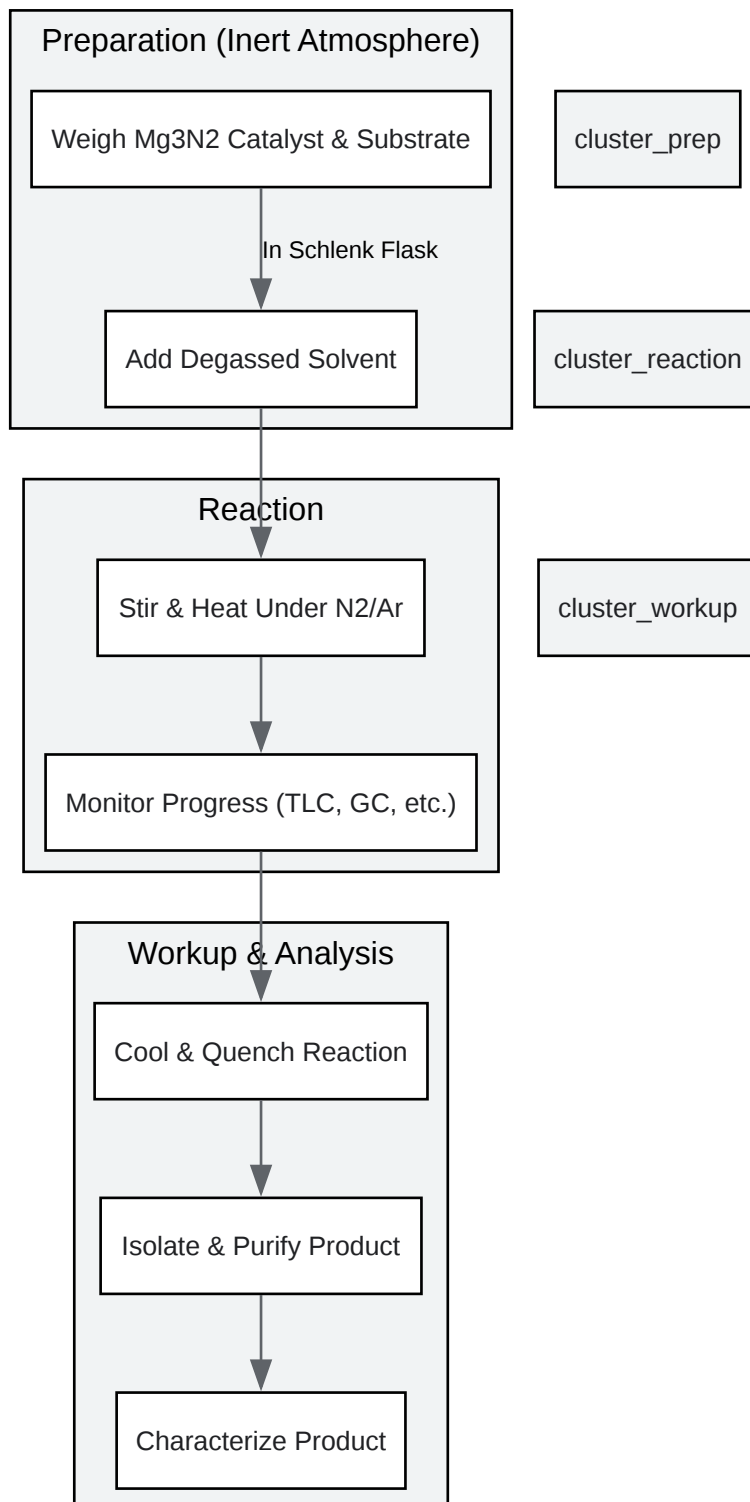 Preparation (Inert Atmosphere)
Weigh Mg3N2 Catalyst & Substrate
cluster_prep
In Schlenk Flask
Add Degassed Solvent
cluster_reaction
Reaction
Stir & Heat Under N2/Ar
cluster_workup
Monitor Progress (TLC, GC, etc.)
Workup & Analysis
Cool & Quench Reaction
Isolate & Purify Product
Characterize Product